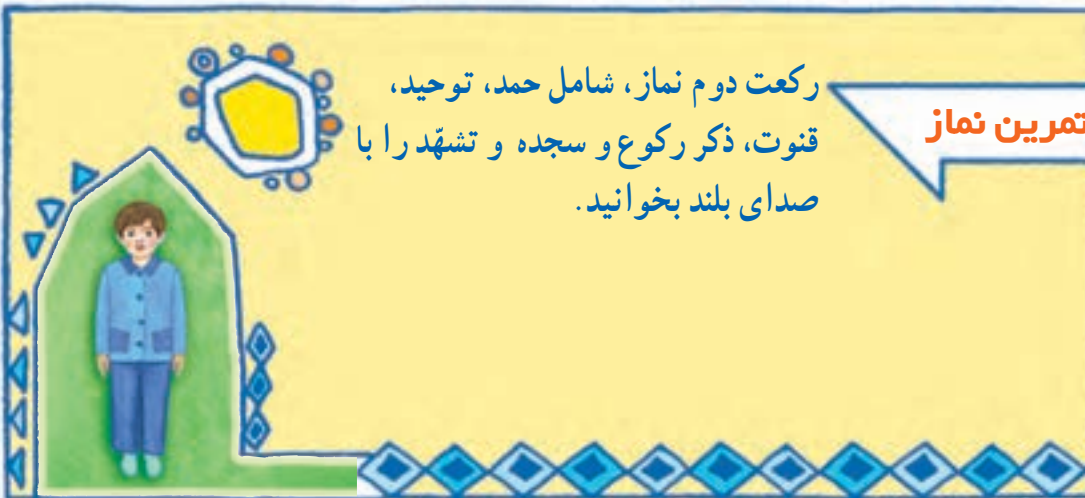 تمرین نماز
رکعت دوم نماز، شامل حمد، توحید،
قنوت، ذکر رکوع و سجده و تشهّد را با
صدای بلند بخوانید.